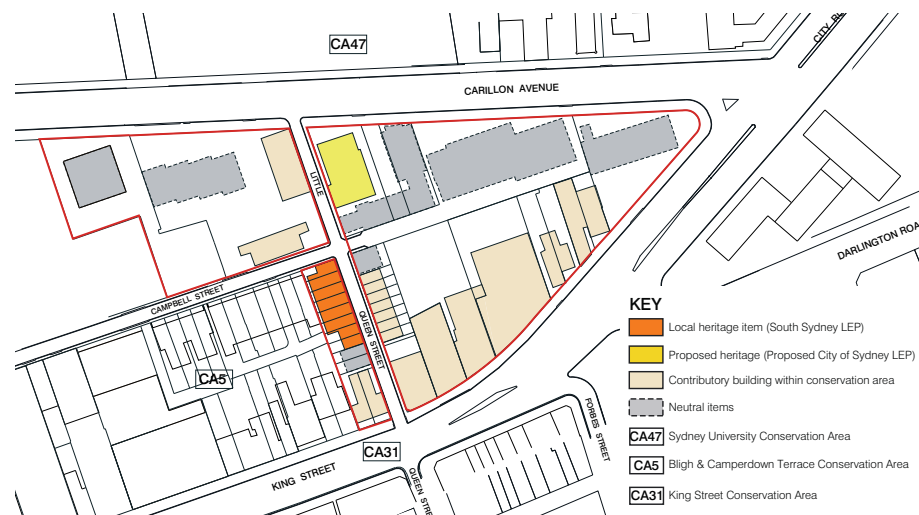 CA47
CITY RO
CARILLON AVENUE
LITTLE
DARLINGTON ROA
CAMPBELL STREET
QUEEN STREET
CA5
CA31
KING STREET
QUEEN STREE
FORBES STREET
KEY
Local heritage item (South Sydney LEP)
Proposed heritage (Proposed City of Sydney LEP)
Contributory building within conservation area
Neutral items
CA47 Sydney University Conservation Area
CA5 Bligh & Camperdown Terrace Conservation Area
CA31 King Street Conservation Area